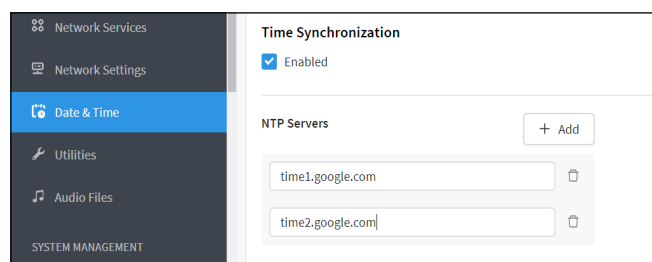 Network Services
Network Settings
Date & Time
Utilities
Audio Files
SYSTEM MANAGEMENT
Time Synchronization
Enabled
NTP Servers
+ Add
time1.google.com
time2.google.com